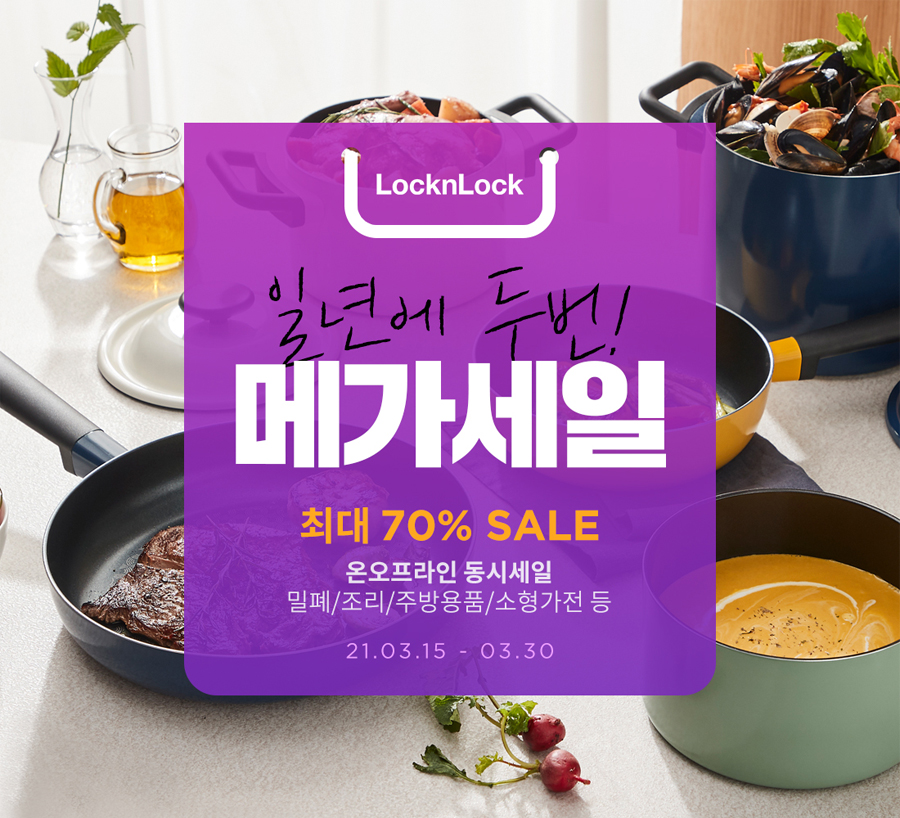 LocknLock
일년에 두번!
메가세일
최대 70% SALE
온오프라인 동시세일
밀폐/조리/주방용품/소형가전 등
21.03.15 - 03.30